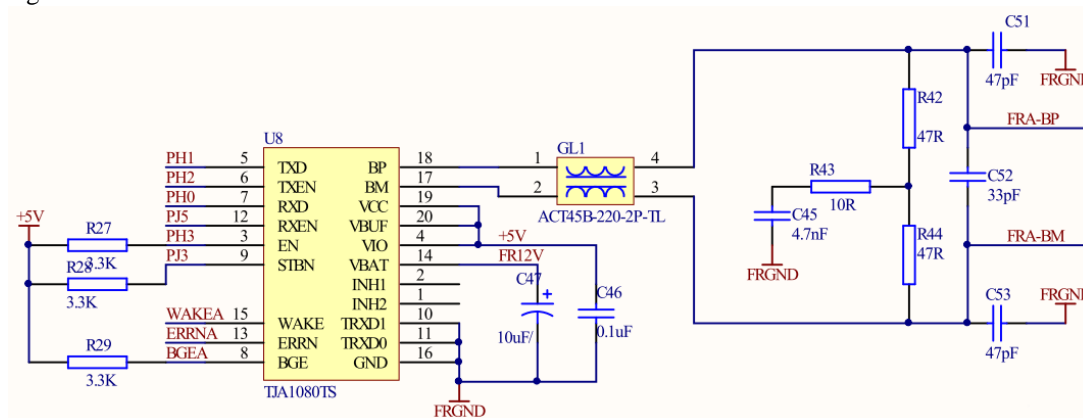 C51
47pF
FRGND
R42
47R
FRA-BP
U8
GL1
PH1 5 TXD BP 18 1 4
PH2 6 TXEN BM 17 2 3
PH0 7 RXD VCC 19
PJ5 12 RXEN VBUF 20
PH3 3 EN VIO 4 +5V
PJ3 9 STBN VBAT 14 FR12V
INH1 2
INH2 1
WAKEA 15 WAKE TRXD1 10
ERRNA 13 ERRN TRXD0 11
BGEA 8 BGE GND 16
TJA1080TS
ACT45B-220-2P-TL
+5V
R27
3.3K
R28
3.3K
R29
3.3K
C47
+
10uF/
C46
0.1uF
FRGND
R43
10R
C45
4.7nF
FRGND
C52
33pF
R44
47R
FRA-BM
FRGND
C53
47pF